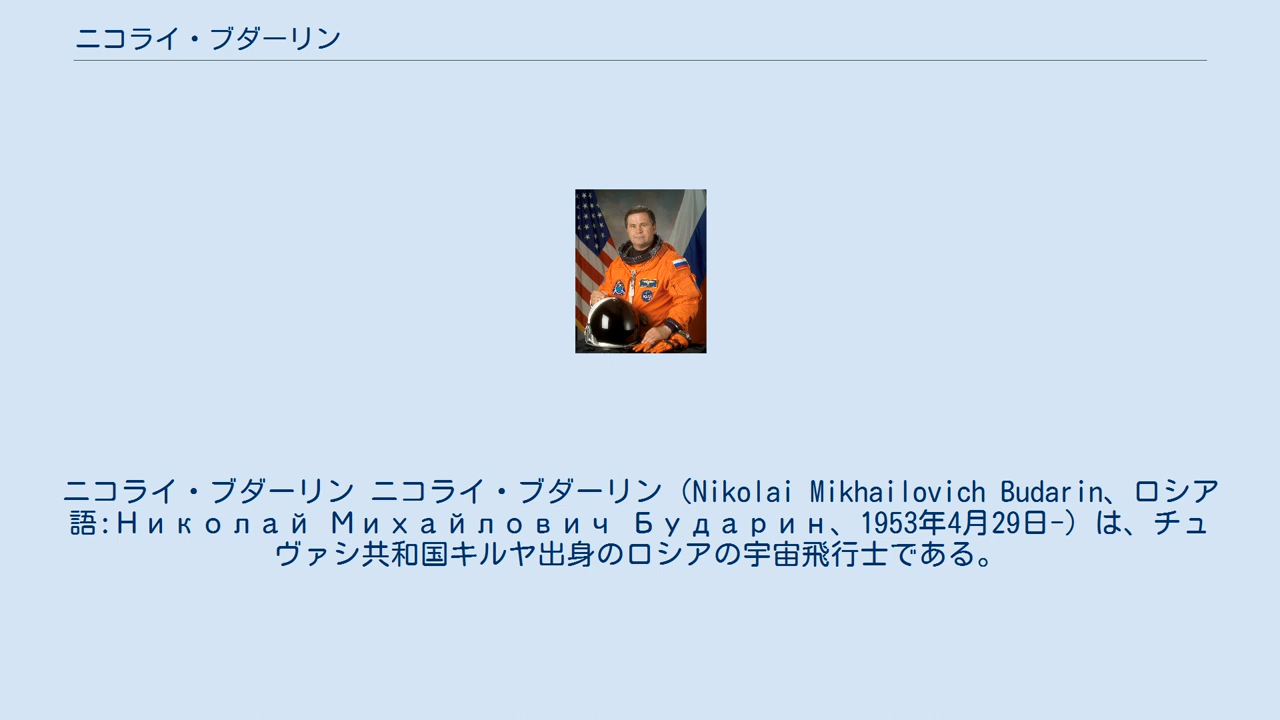 ニコライ・ブダーリン
ニコライ・ブダーリン ニコライ・ブダーリン（Nikolai Mikhailovich Budarin、ロシア
語:Николай Михайлович Бударин、1953年4月29日-）は、チュ
ヴァシ共和国キルヤ出身のロシアの宇宙飛行士である。